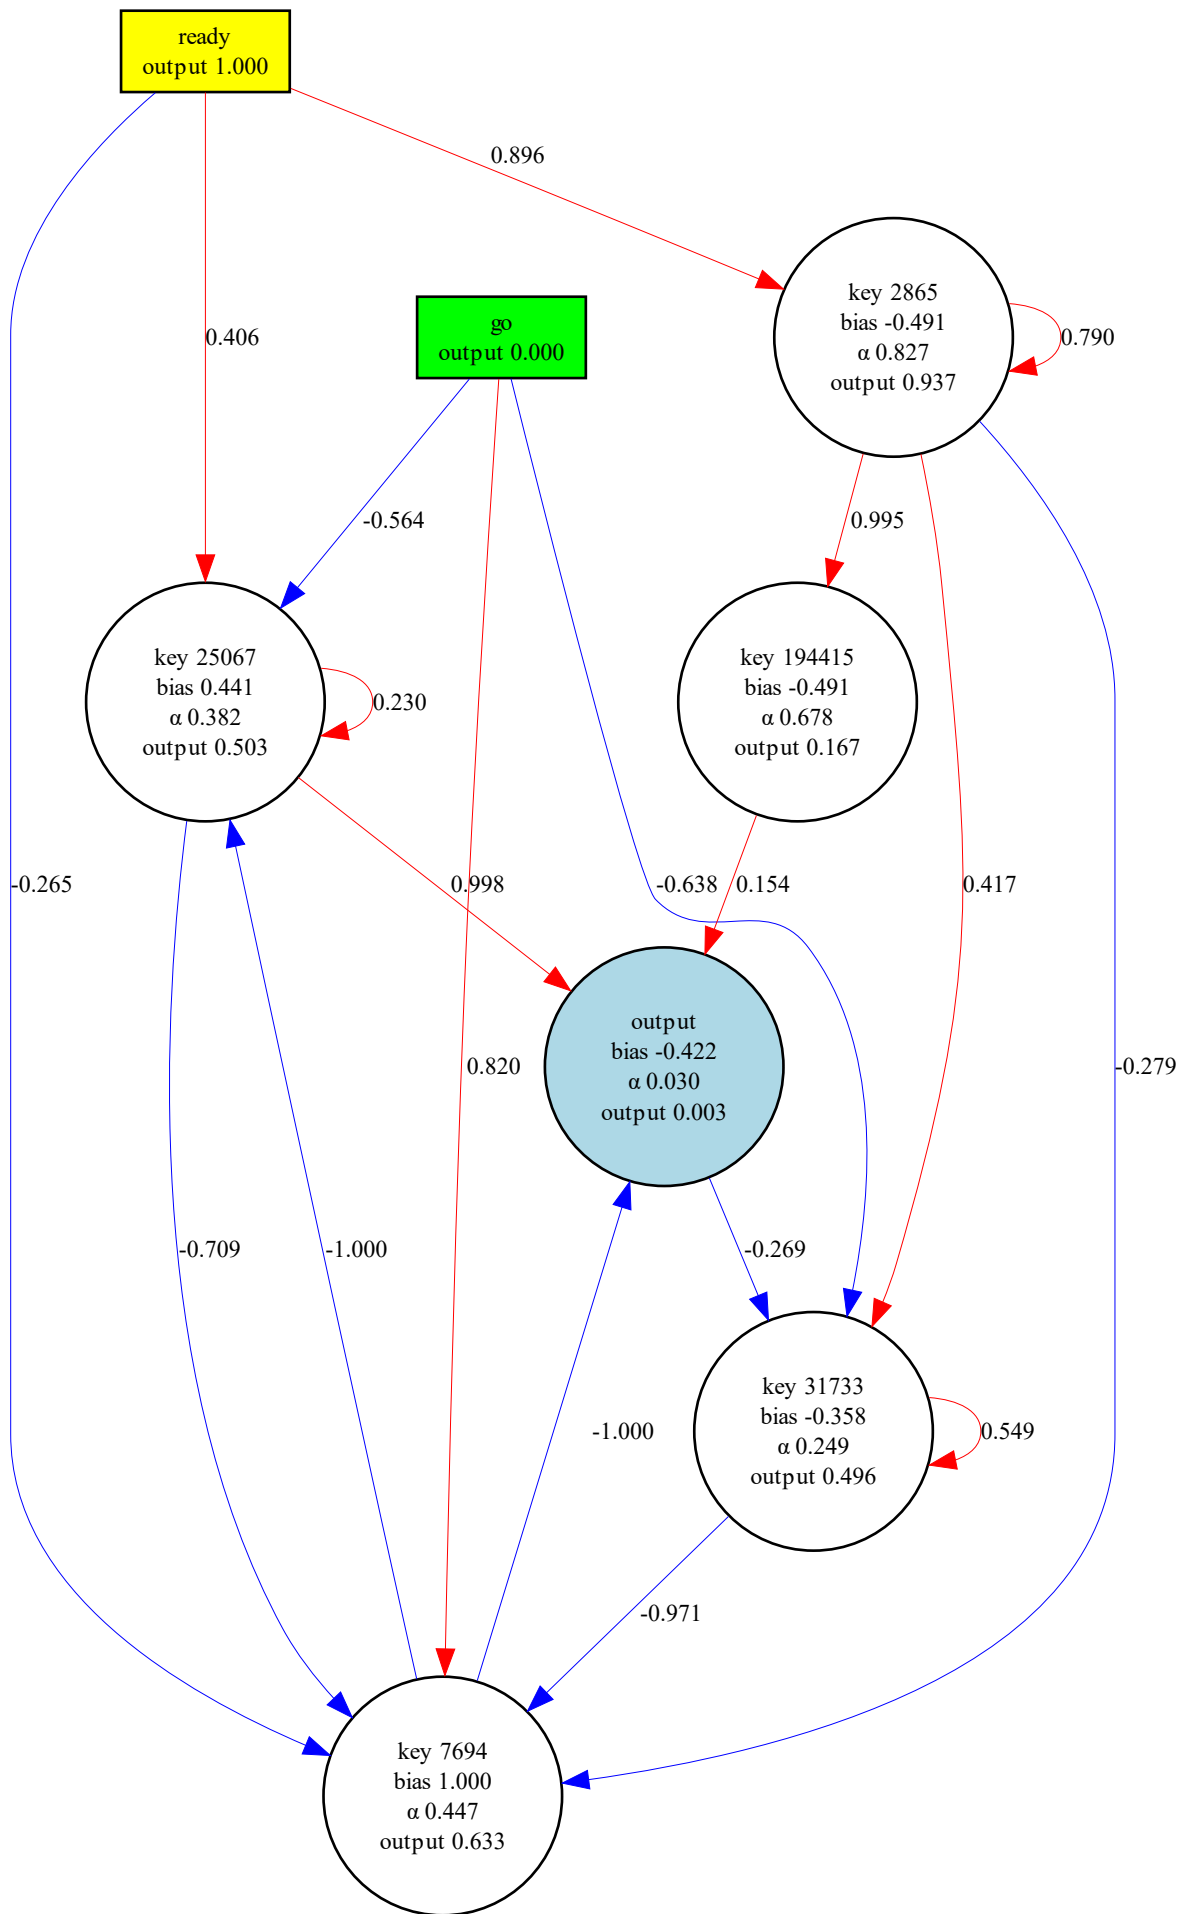 ready
output 1.000
0.896
key 2865
bias -0.491
α 0.827
output 0.937
0.790
go
output 0.000
0.406
-0.564
0.995
key 25067
bias 0.441
α 0.382
output 0.503
0.230
key 194415
bias -0.491
α 0.678
output 0.167
-0.265
0.998
-0.638
0.154
0.417
output
bias -0.422
α 0.030
output 0.003
0.820
-0.279
-0.709
-1.000
-0.269
key 31733
bias -0.358
α 0.249
output 0.496
-1.000
0.549
-0.971
key 7694
bias 1.000
α 0.447
output 0.633